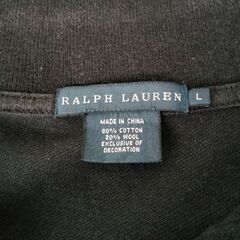 RALPH LAUREN
L
MADE IN CHINA
80% COTTON
20% WOOL
EXCLUSIVE OF
DECORATION